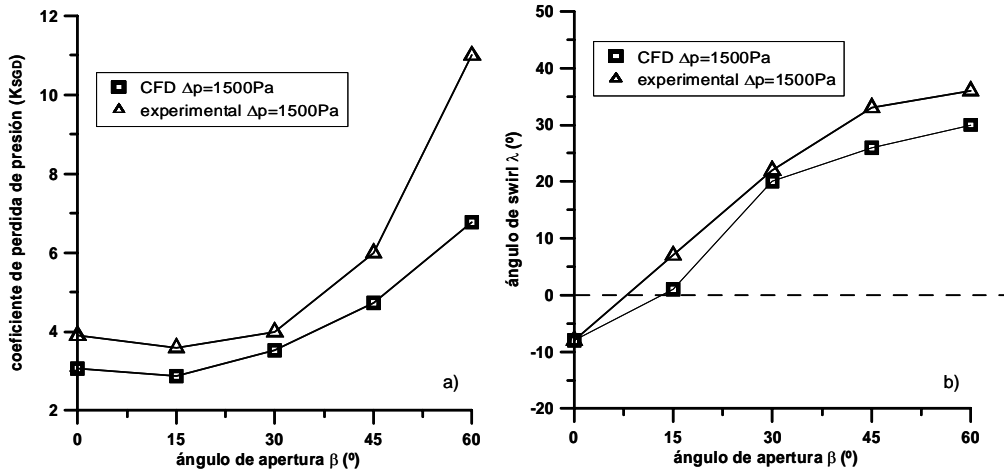 12
10
8
6
4
2
coeficiente de perdida de presión (KSGD)
CFD Δp=1500Pa
experimental Δp=1500Pa
a)
0 15 30 45 60
ángulo de apertura β (º)
50
40
30
20
10
0
-10
-20
ángulo de swirl λ (º)
CFD Δp=1500Pa
experimental Δp=1500Pa
b)
0 15 30 45 60
ángulo de apertura β (º)